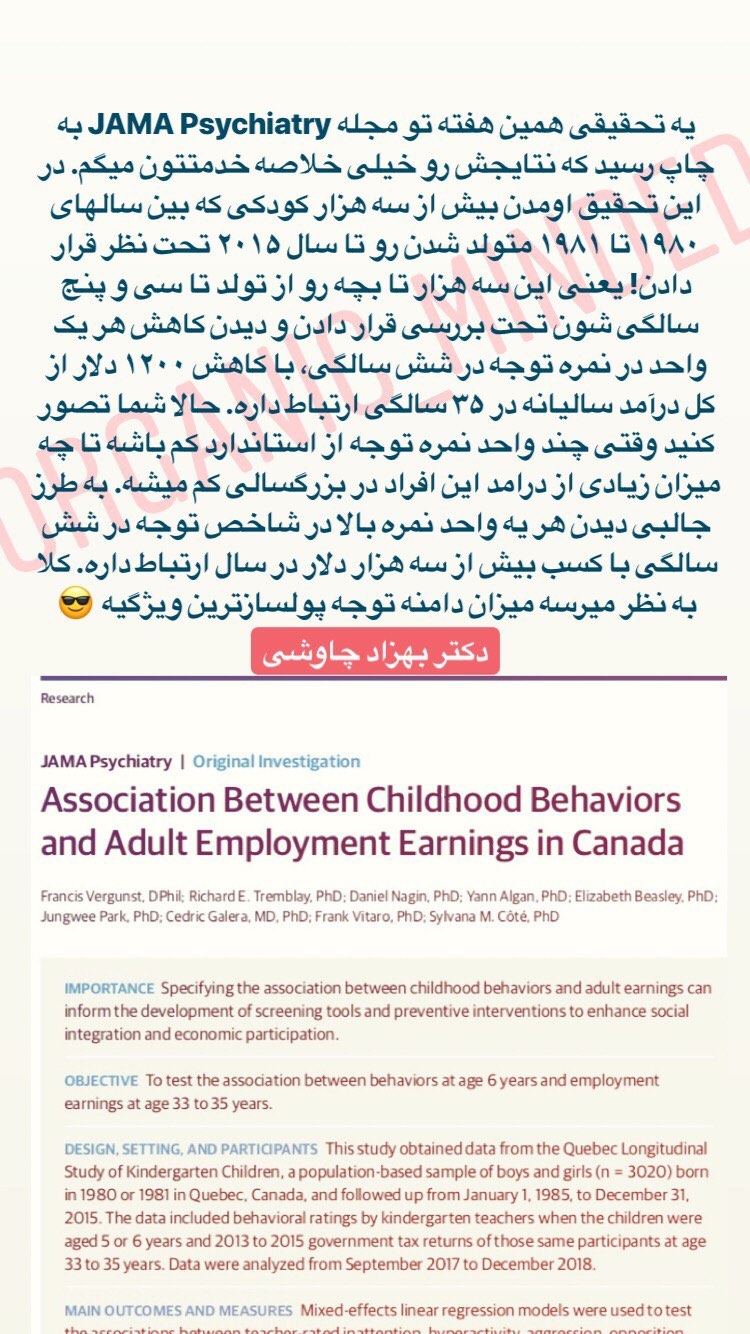 یه تحقیقی همین هفته تو مجله JAMA Psychiatry به
چاپ رسید که نتایجش رو خیلی خلاصه خدمتتون میگم. در
این تحقیق اومدن بیش از سه هزار کودکی که بین سالهای
۱۹۸۰ تا ۱۹۸۱ متولد شدن رو تا سال ۲۰۱۵ تحت نظر قرار
دادن! یعنی این سه هزار تا بچه رو از تولد تا سی و پنج
سالگی شون تحت بررسی قرار دادن و دیدن کاهش هر یک
واحد در نمره توجه در شش سالگی، با کاهش ۱۲۰۰ دلار از
کل درآمد سالیانه در ۳۵ سالگی ارتباط داره. حالا شما تصور
کنید وقتی چند واحد نمره توجه از استاندارد کم باشه تا چه
میزان زیادی از درامد این افراد در بزرگسالی کم میشه. به طرز
جالبی دیدن هر یه واحد نمره بالا در شاخص توجه در شش
سالگی با کسب بیش از سه هزار دلار در سال ارتباط داره. کلا
به نظر میرسه میزان دامنه توجه پولسازترین ویژگیه 😎
دکتر بهزاد چاوشی
ORGANIC_MINDED
Research
JAMA Psychiatry | Original Investigation
Association Between Childhood Behaviors
and Adult Employment Earnings in Canada
Francis Vergunst, DPhil; Richard E. Tremblay, PhD; Daniel Nagin, PhD; Yann Algan, PhD; Elizabeth Beasley, PhD;
Jungwee Park, PhD; Cedric Galera, MD, PhD; Frank Vitaro, PhD; Sylvana M. Côté, PhD
IMPORTANCE Specifying the association between childhood behaviors and adult earnings can
inform the development of screening tools and preventive interventions to enhance social
integration and economic participation.
OBJECTIVE To test the association between behaviors at age 6 years and employment
earnings at age 33 to 35 years.
DESIGN, SETTING, AND PARTICIPANTS This study obtained data from the Quebec Longitudinal
Study of Kindergarten Children, a population-based sample of boys and girls (n = 3020) born
in 1980 or 1981 in Quebec, Canada, and followed up from January 1, 1985, to December 31,
2015. The data included behavioral ratings by kindergarten teachers when the children were
aged 5 or 6 years and 2013 to 2015 government tax returns of those same participants at age
33 to 35 years. Data were analyzed from September 2017 to December 2018.
MAIN OUTCOMES AND MEASURES Mixed-effects linear regression models were used to test
the associations between teacher-rated inattention, hyperactivity, aggression, opposition,